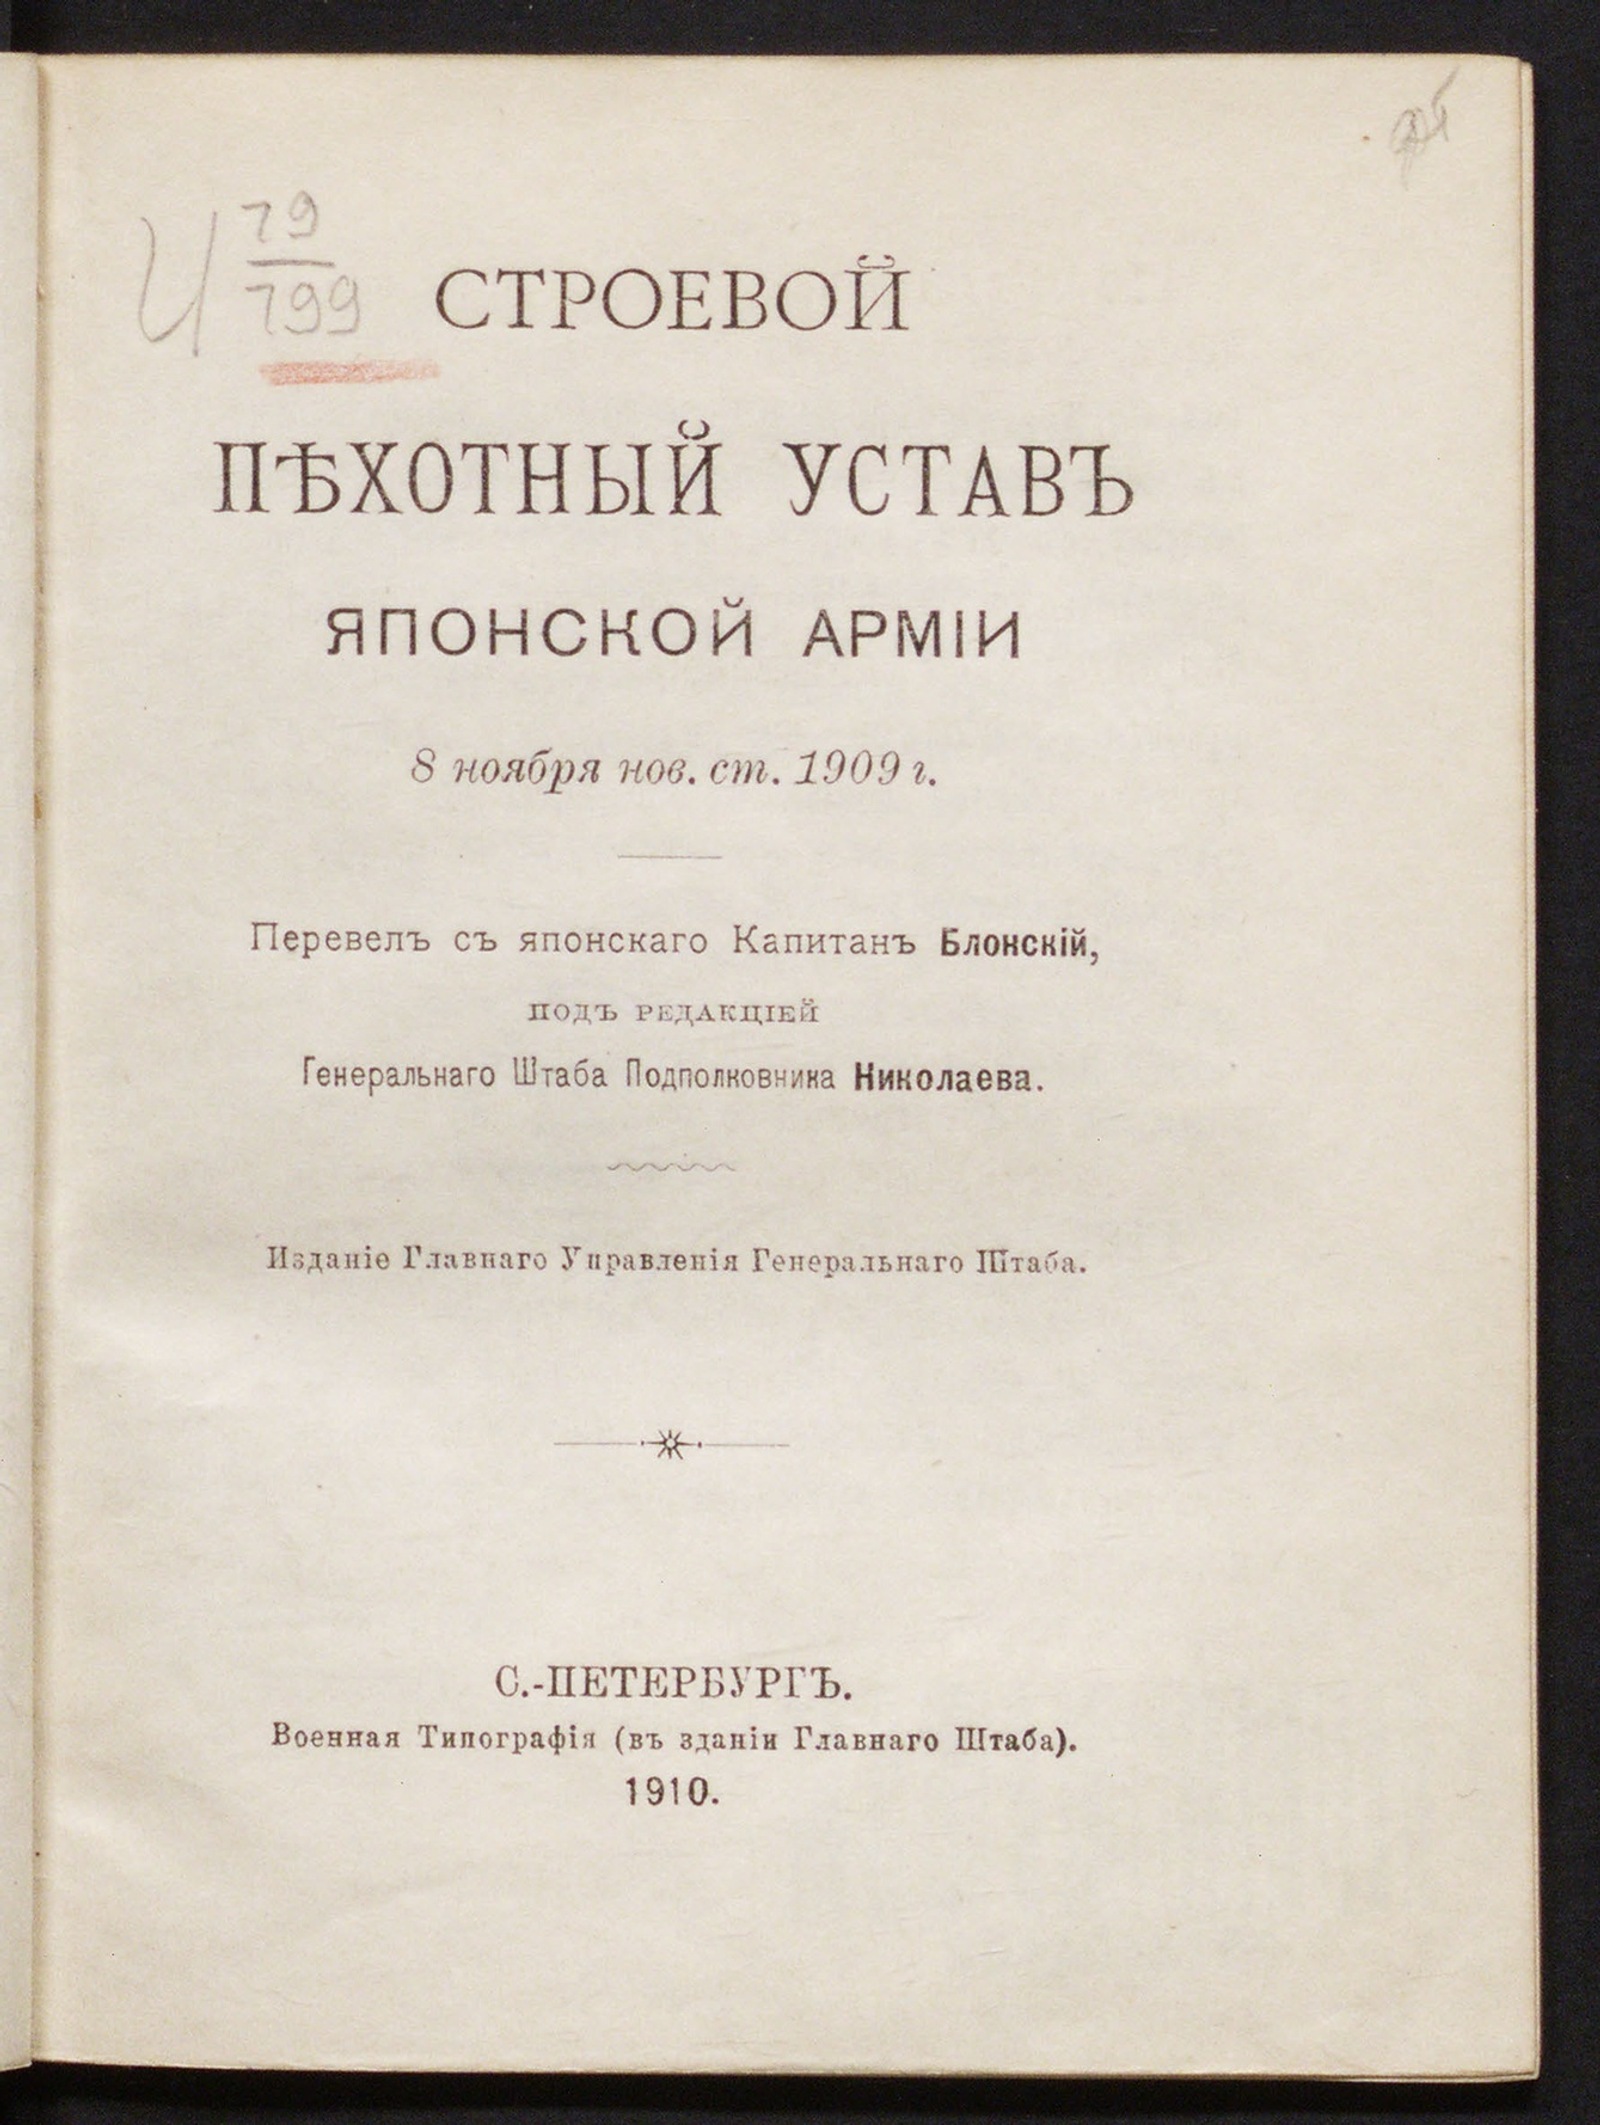 И 79
799
СТРОЕВОЙ
ПѢХОТНЫЙ УСТАВЪ
ЯПОНСКОЙ АРМІИ
8 ноября нов. ст. 1909 г.
Перевелъ съ японскаго Капитанъ Блонскій,
ПОДЪ РЕДАКЦІЕЙ
Генеральнаго Штаба Подполковника Николаева.
Изданіе Главнаго Управленія Генеральнаго Штаба.
С.-ПЕТЕРБУРГЪ.
Военная Типографія (въ зданіи Главнаго Штаба).
1910.